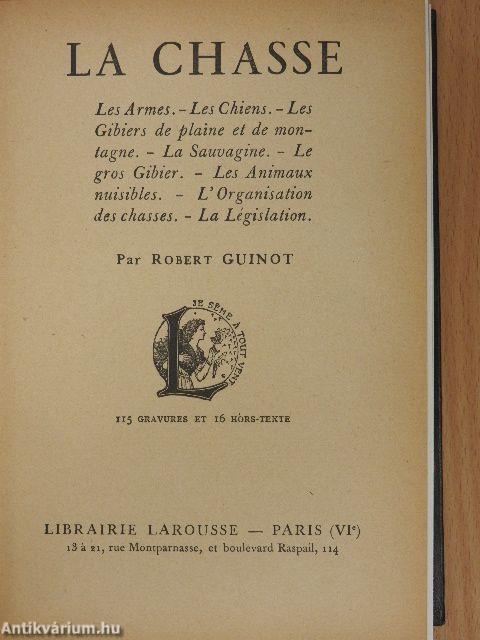 LA CHASSE
Les Armes. - Les Chiens. - Les
Gibiers de plaine et de mon-
tagne. - La Sauvagine. - Le
gros Gibier. - Les Animaux
nuisibles. - L'Organisation
des chasses. - La Législation.
Par ROBERT GUINOT
JE SÈME À TOUT VENT
L
115 GRAVURES ET 16 HORS-TEXTE
LIBRAIRIE LAROUSSE — PARIS (VIe)
13 à 21, rue Montparnasse, et boulevard Raspail, 114
Antikvárium.hu